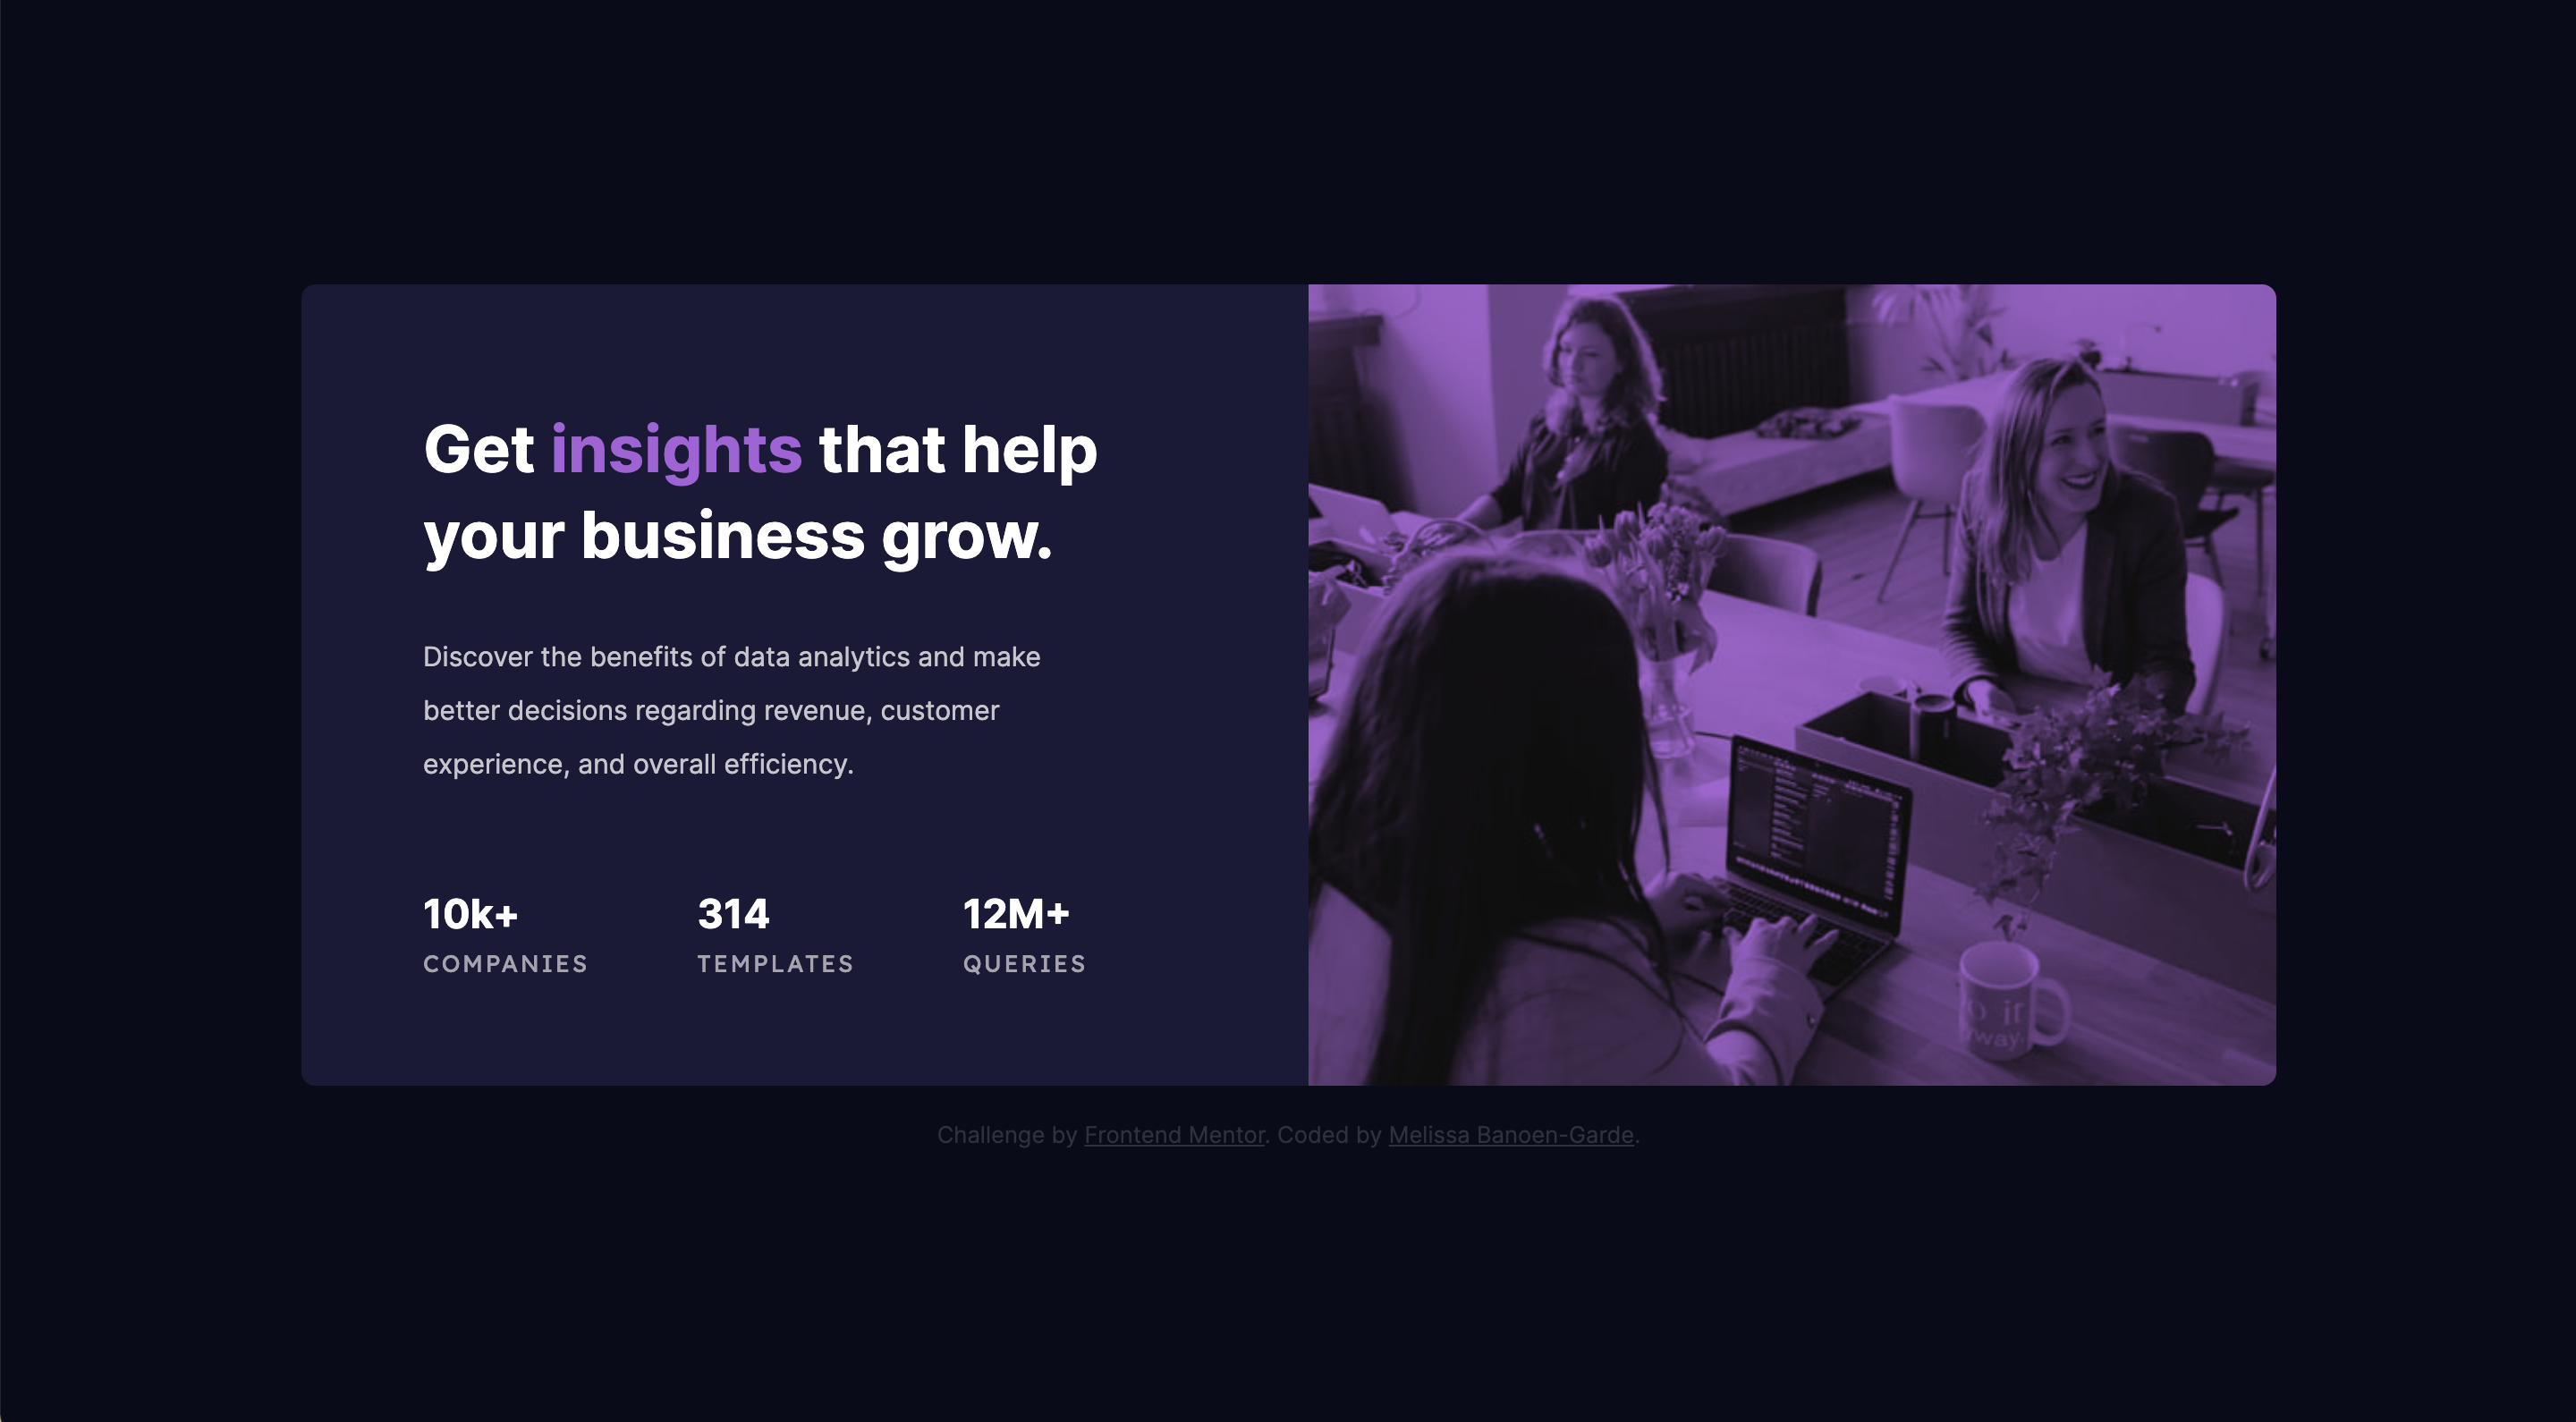 Get insights that help
your business grow.
Discover the benefits of data analytics and make
better decisions regarding revenue, customer
experience, and overall efficiency.
10k+
COMPANIES
314
TEMPLATES
12M+
QUERIES
way.
Challenge by Frontend Mentor. Coded by Melissa Banoen-Garde.